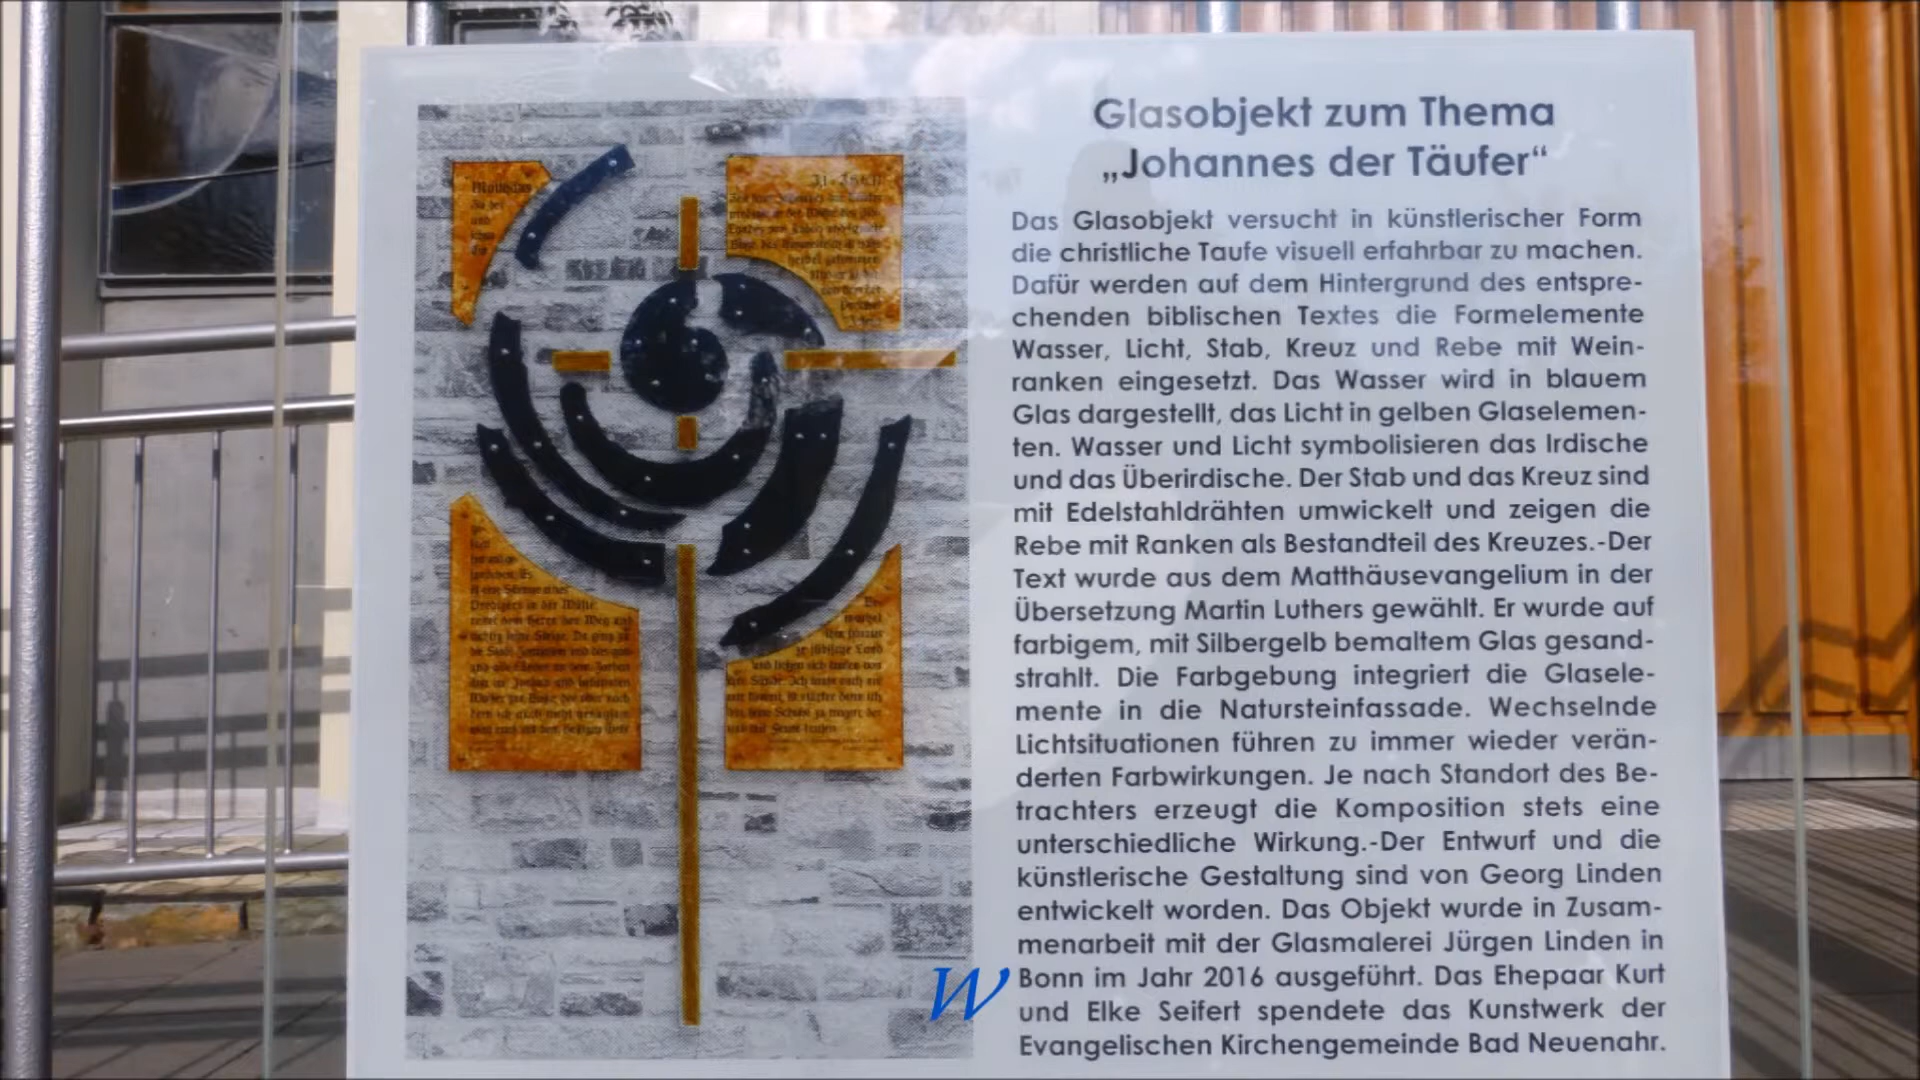 Glasobjekt zum Thema
„Johannes der Täufer“
Das Glasobjekt versucht in künstlerischer Form
die christliche Taufe visuell erfahrbar zu machen.
Dafür werden auf dem Hintergrund des entspre-
chenden biblischen Textes die Formelemente
Wasser, Licht, Stab, Kreuz und Rebe mit Wein-
ranken eingesetzt. Das Wasser wird in blauem
Glas dargestellt, das Licht in gelben Glaselemen-
ten. Wasser und Licht symbolisieren das Irdische
und das Überirdische. Der Stab und das Kreuz sind
mit Edelstahldrähten umwickelt und zeigen die
Rebe mit Ranken als Bestandteil des Kreuzes.-Der
Text wurde aus dem Matthäusevangelium in der
Übersetzung Martin Luthers gewählt. Er wurde auf
farbigem, mit Silbergelb bemaltem Glas gesand-
strahlt. Die Farbgebung integriert die Glasele-
mente in die Natursteinfassade. Wechselnde
Lichtsituationen führen zu immer wieder verän-
derten Farbwirkungen. Je nach Standort des Be-
trachters erzeugt die Komposition stets eine
unterschiedliche Wirkung.-Der Entwurf und die
künstlerische Gestaltung sind von Georg Linden
entwickelt worden. Das Objekt wurde in Zusam-
menarbeit mit der Glasmalerei Jürgen Linden in
Bonn im Jahr 2016 ausgeführt. Das Ehepaar Kurt
und Elke Seifert spendete das Kunstwerk der
Evangelischen Kirchengemeinde Bad Neuenahr.
W